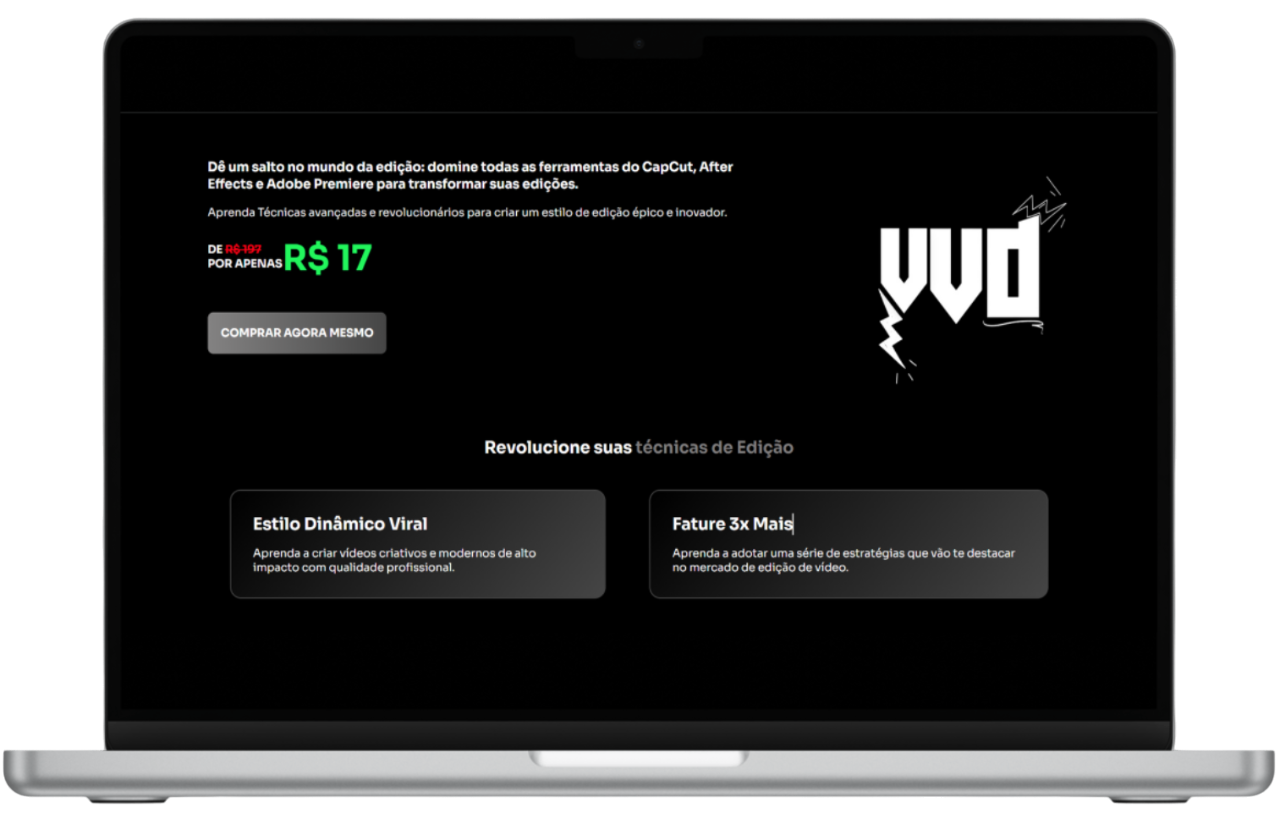 Dê um salto no mundo da edição: domine todas as ferramentas do CapCut, After
Effects e Adobe Premiere para transformar suas edições.
Aprenda Técnicas avançadas e revolucionários para criar um estilo de edição épico e inovador.
DE R$ 197
POR APENAS R$ 17
COMPRAR AGORA MESMO
vvd
Revolucione suas técnicas de Edição
Estilo Dinâmico Viral
Aprenda a criar vídeos criativos e modernos de alto
impacto com qualidade profissional.
Fature 3x Mais
Aprenda a adotar uma série de estratégias que vão te destacar
no mercado de edição de vídeo.